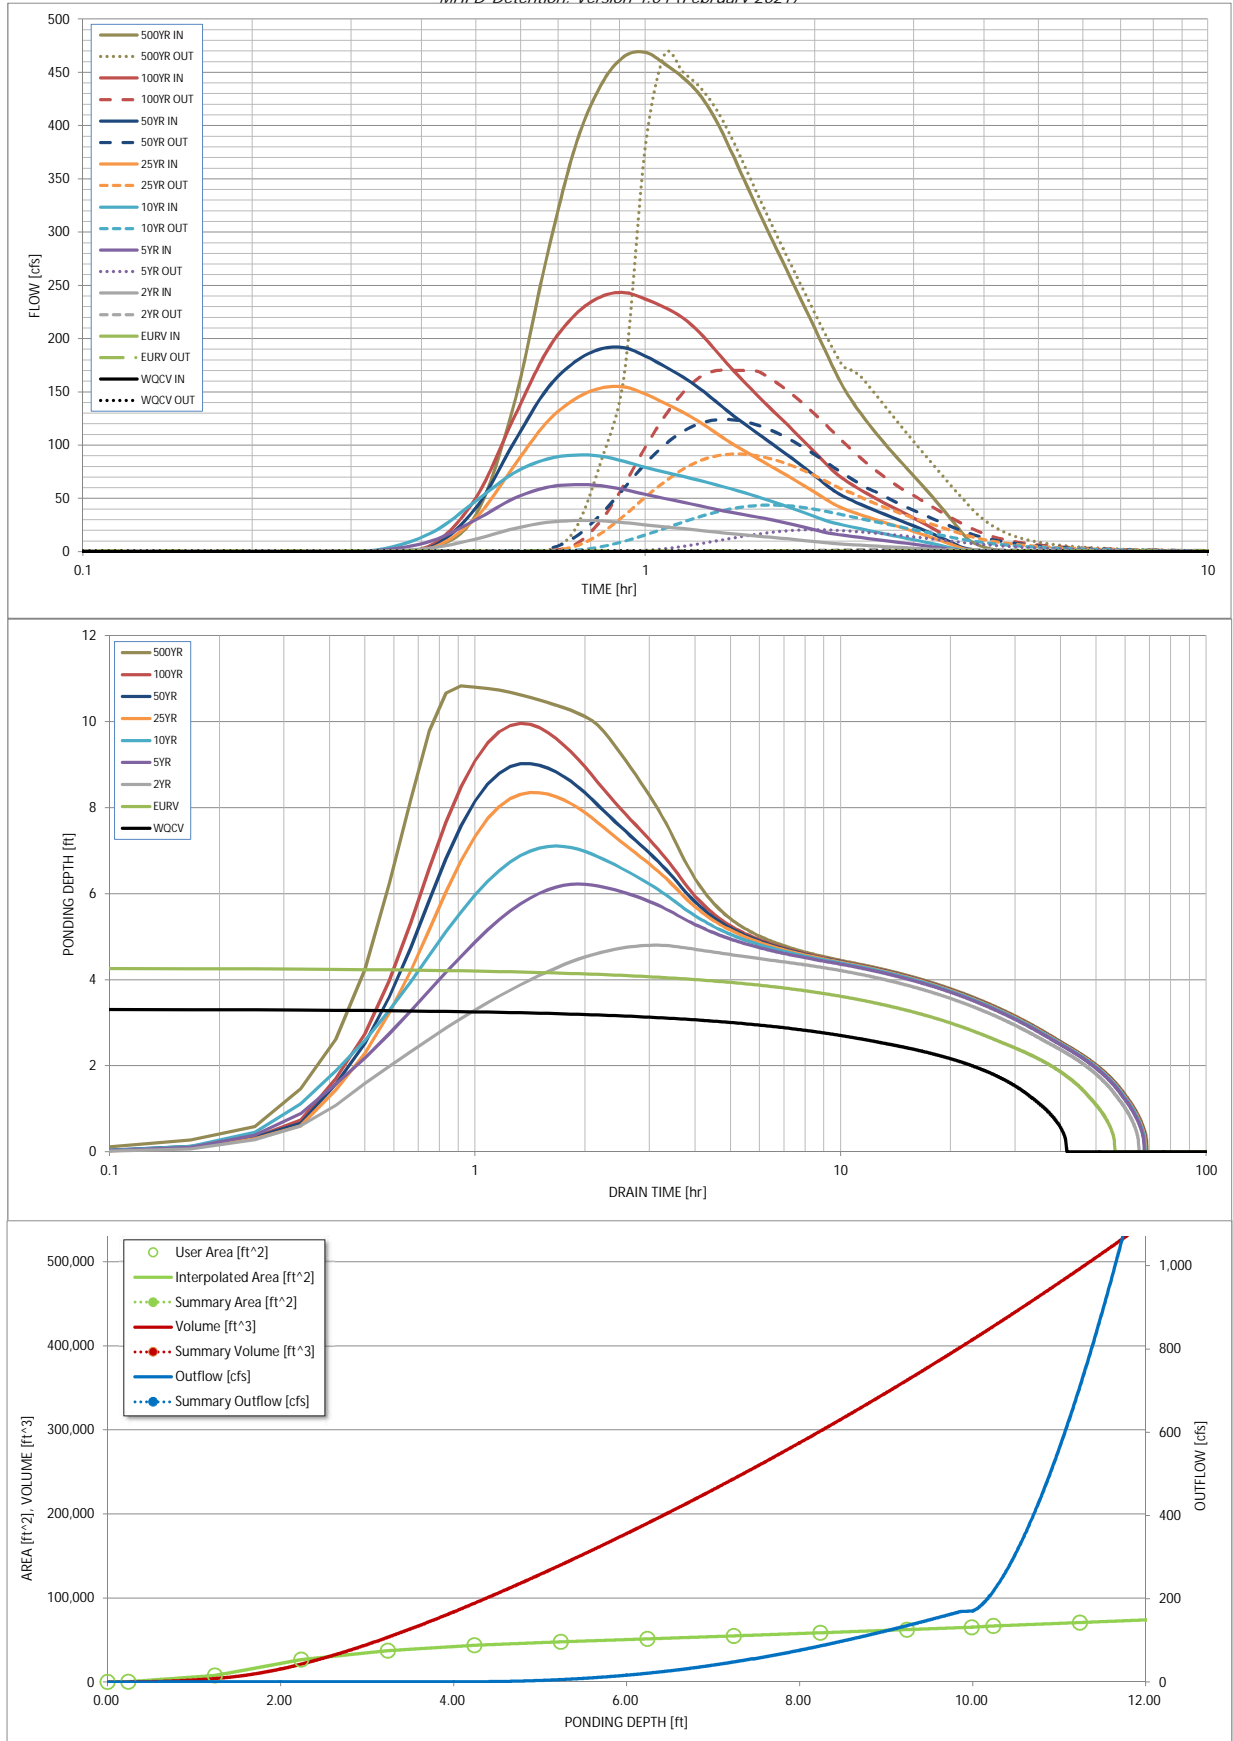 MHFD-Detention, Version 4.04 (February 2021)
500
450
400
350
300
250
200
150
100
50
0
FLOW [cfs]
500YR IN
500YR OUT
100YR IN
100YR OUT
50YR IN
50YR OUT
25YR IN
25YR OUT
10YR IN
10YR OUT
5YR IN
5YR OUT
2YR IN
2YR OUT
EURV IN
EURV OUT
WQCV IN
WQCV OUT
0.1
1
10
TIME [hr]
12
10
8
6
4
2
0
PONDING DEPTH [ft]
500YR
100YR
50YR
25YR
10YR
5YR
2YR
EURV
WQCV
0.1
1
10
100
DRAIN TIME [hr]
500,000
400,000
300,000
200,000
100,000
0
AREA [ft^2], VOLUME [ft^3]
User Area [ft^2]
Interpolated Area [ft^2]
Summary Area [ft^2]
Volume [ft^3]
Summary Volume [ft^3]
Outflow [cfs]
Summary Outflow [cfs]
1,000
800
600
400
200
0
OUTFLOW [cfs]
0.00
2.00
4.00
6.00
8.00
10.00
12.00
PONDING DEPTH [ft]